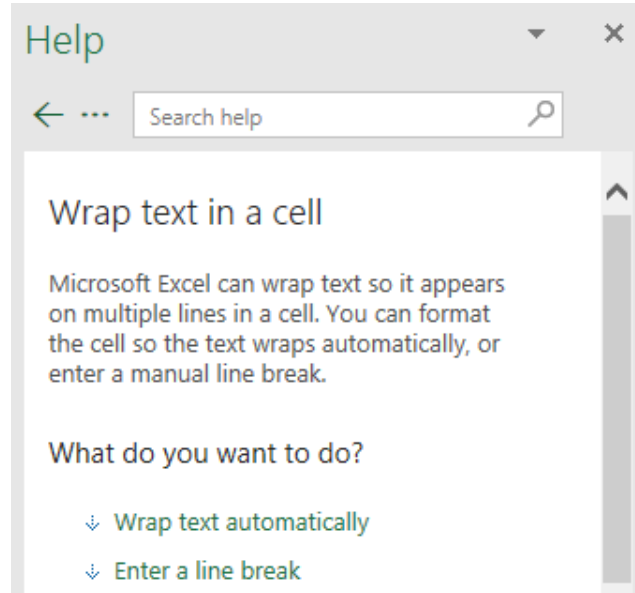 Help
Search help
Wrap text in a cell
Microsoft Excel can wrap text so it appears
on multiple lines in a cell. You can format
the cell so the text wraps automatically, or
enter a manual line break.
What do you want to do?
Wrap text automatically
Enter a line break